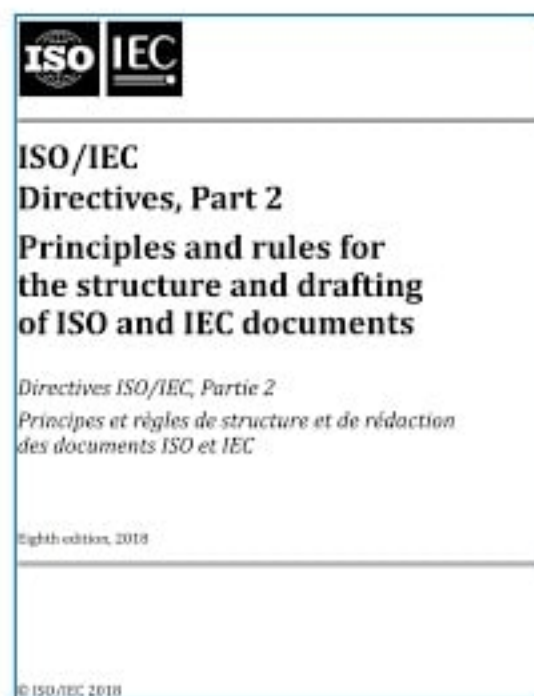 ISO IEC
ISO/IEC
Directives, Part 2
Principles and rules for
the structure and drafting
of ISO and IEC documents
Directives ISO/IEC, Partie 2
Principes et règles de structure et de rédaction
des documents ISO et IEC
Eighth edition, 2018
© ISO/IEC 2018